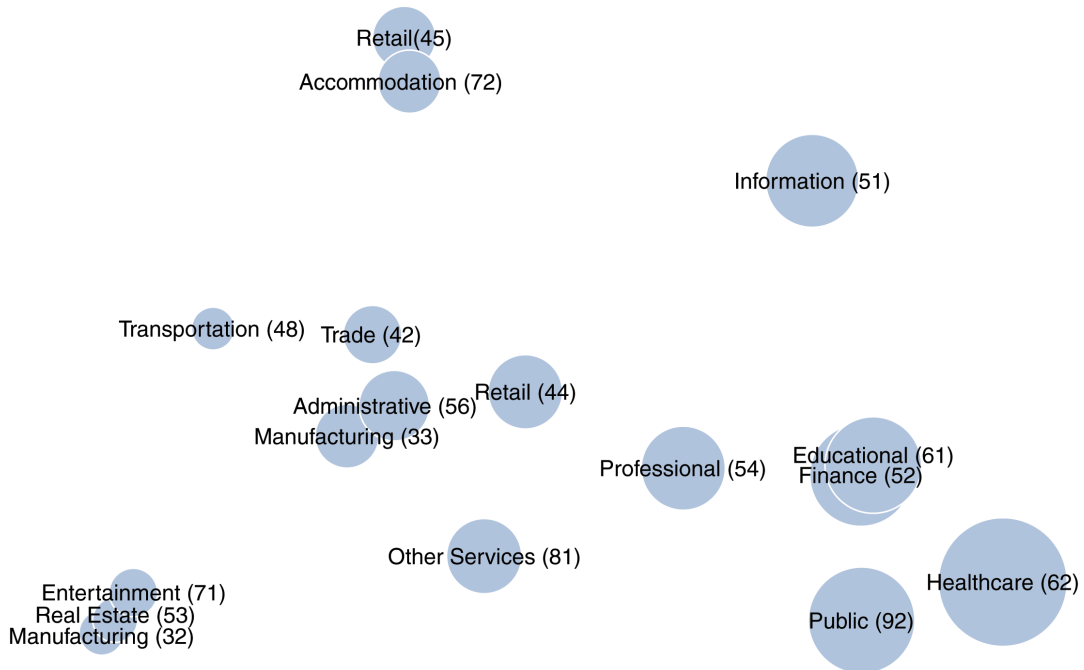 Retail(45)
Accommodation (72)
Information (51)
Transportation (48)
Trade (42)
Retail (44)
Administrative (56)
Manufacturing (33)
Educational (61)
Professional (54)
Finance (52)
Other Services (81)
Healthcare (62)
Entertainment (71)
Real Estate (53)
Public (92)
Manufacturing (32)